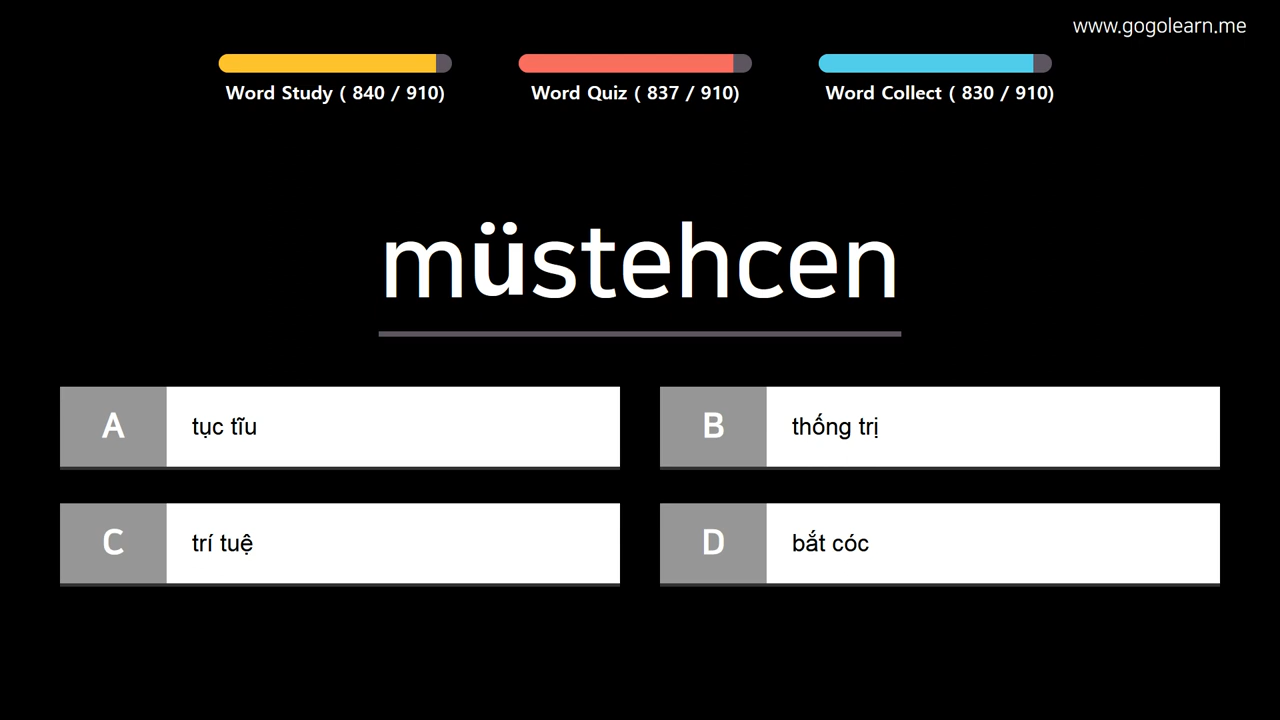 www.gogolearn.me
Word Study ( 840 / 910)
Word Quiz ( 837 / 910)
Word Collect ( 830 / 910)
müstehcen
A tục tĩu
B thống trị
C trí tuệ
D bắt cóc